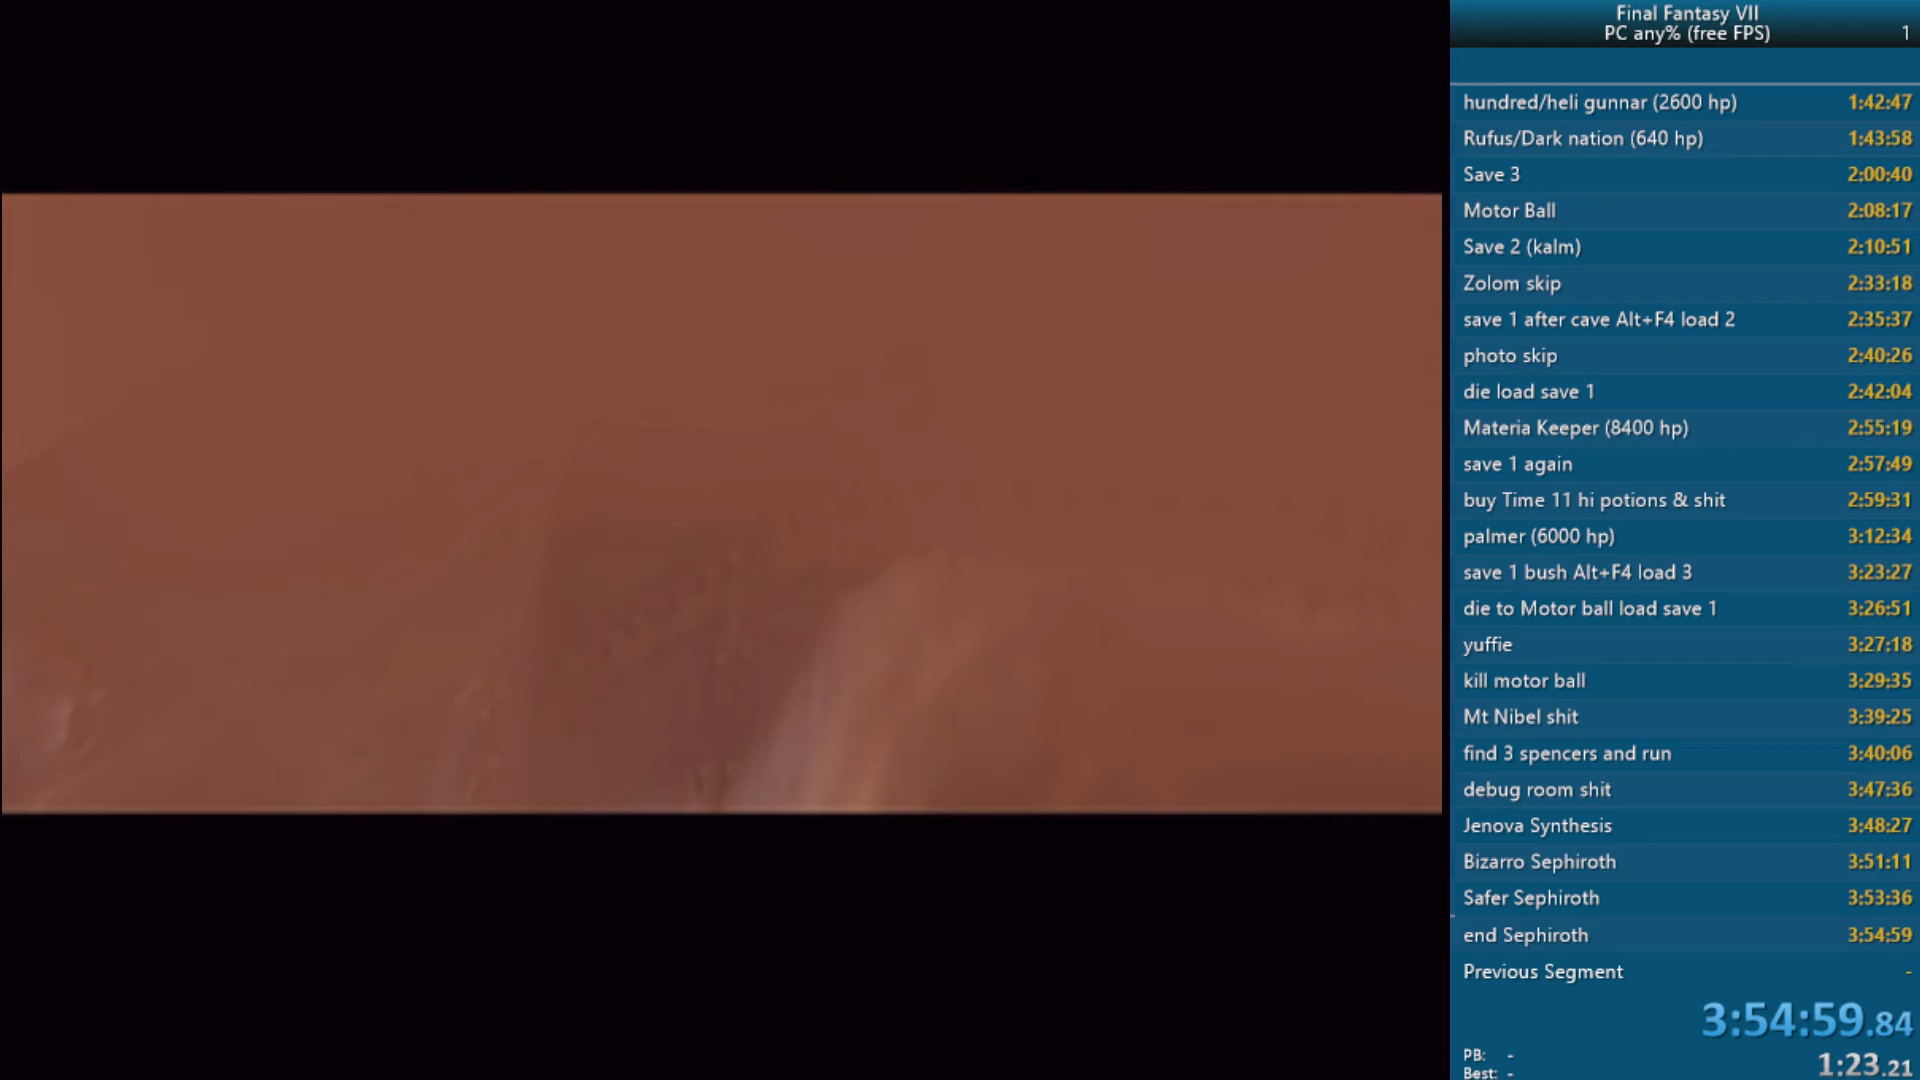 Final Fantasy VII
PC any% (free FPS) 1
hundred/heli gunnar (2600 hp) 1:42:47
Rufus/Dark nation (640 hp) 1:43:58
Save 3 2:00:40
Motor Ball 2:08:17
Save 2 (kalm) 2:10:51
Zolom skip 2:33:18
save 1 after cave Alt+F4 load 2 2:35:37
photo skip 2:40:26
die load save 1 2:42:04
Materia Keeper (8400 hp) 2:55:19
save 1 again 2:57:49
buy Time 11 hi potions & shit 2:59:31
palmer (6000 hp) 3:12:34
save 1 bush Alt+F4 load 3 3:23:27
die to Motor ball load save 1 3:26:51
yuffie 3:27:18
kill motor ball 3:29:35
Mt Nibel shit 3:39:25
find 3 spencers and run 3:40:06
debug room shit 3:47:36
Jenova Synthesis 3:48:27
Bizarro Sephiroth 3:51:11
Safer Sephiroth 3:53:36
end Sephiroth 3:54:59
Previous Segment -
3:54:59.84
PB: -
Best: - 1:23.21